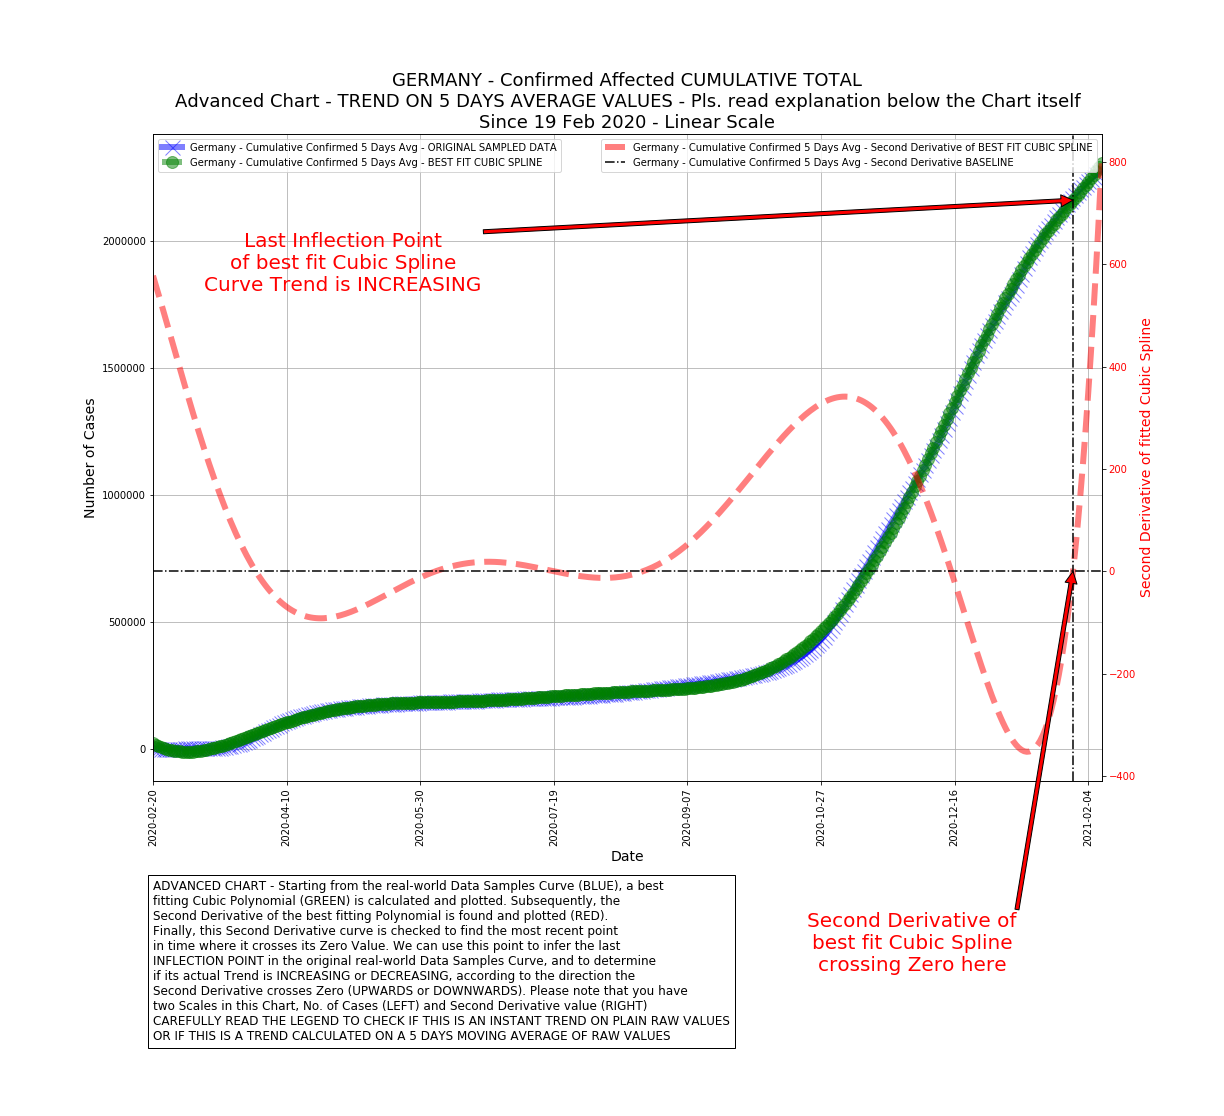 GERMANY - Confirmed Affected CUMULATIVE TOTAL
Advanced Chart - TREND ON 5 DAYS AVERAGE VALUES - Pls. read explanation below the Chart itself
Since 19 Feb 2020 - Linear Scale
Germany - Cumulative Confirmed 5 Days Avg - ORIGINAL SAMPLED DATA
Germany - Cumulative Confirmed 5 Days Avg - BEST FIT CUBIC SPLINE
Germany - Cumulative Confirmed 5 Days Avg - Second Derivative of BEST FIT CUBIC SPLINE
Germany - Cumulative Confirmed 5 Days Avg - Second Derivative BASELINE
Last Inflection Point
of best fit Cubic Spline
Curve Trend is INCREASING
Number of Cases
2000000
1500000
1000000
500000
0
800
600
400
200
0
−200
−400
Second Derivative of fitted Cubic Spline
2020-02-20
2020-04-10
2020-05-30
2020-07-19
2020-09-07
2020-10-27
2020-12-16
2021-02-04
Date
ADVANCED CHART - Starting from the real-world Data Samples Curve (BLUE), a best
fitting Cubic Polynomial (GREEN) is calculated and plotted. Subsequently, the
Second Derivative of the best fitting Polynomial is found and plotted (RED).
Finally, this Second Derivative curve is checked to find the most recent point
in time where it crosses its Zero Value. We can use this point to infer the last
INFLECTION POINT in the original real-world Data Samples Curve, and to determine
if its actual Trend is INCREASING or DECREASING, according to the direction the
Second Derivative crosses Zero (UPWARDS or DOWNWARDS). Please note that you have
two Scales in this Chart, No. of Cases (LEFT) and Second Derivative value (RIGHT)
CAREFULLY READ THE LEGEND TO CHECK IF THIS IS AN INSTANT TREND ON PLAIN RAW VALUES
OR IF THIS IS A TREND CALCULATED ON A 5 DAYS MOVING AVERAGE OF RAW VALUES
Second Derivative of
best fit Cubic Spline
crossing Zero here